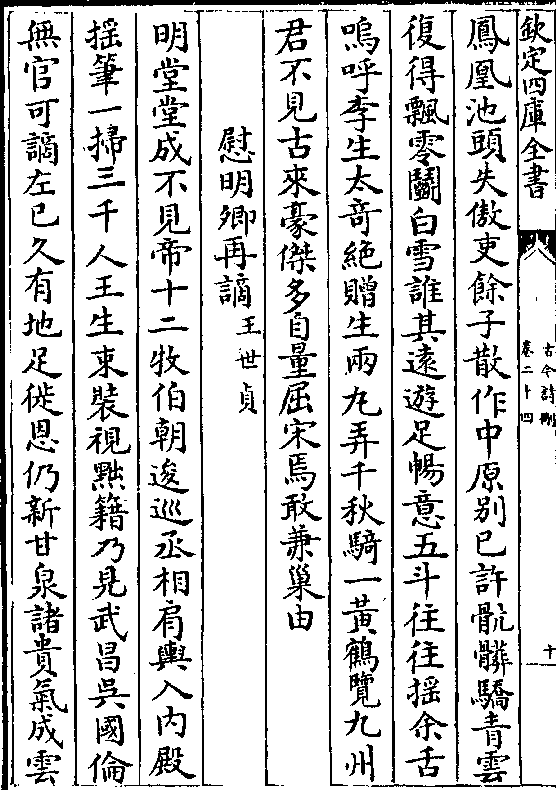 欽定四庫全書
古今詩刪
卷二十四
十
鳳凰池頭失傲吏餘子散作中原别已許骯髒驕青雲
復得飄零鬭白雪誰其遠遊足暢意五斗往往揺余舌
嗚呼李生太竒絶贈生兩丸弄千秋騎一黄鶴覽九州
君不見古來豪傑多自量屈宋焉敢兼巢由
慰明卿再謫王世貞
明堂堂成不見帝十二牧伯朝逡巡丞相肩輿入内殿
揺筆一掃三千人王生束裝視黜籍乃見武昌吳國倫
無官可謫左已久有地足徙恩仍新甘泉諸貴氣成雲